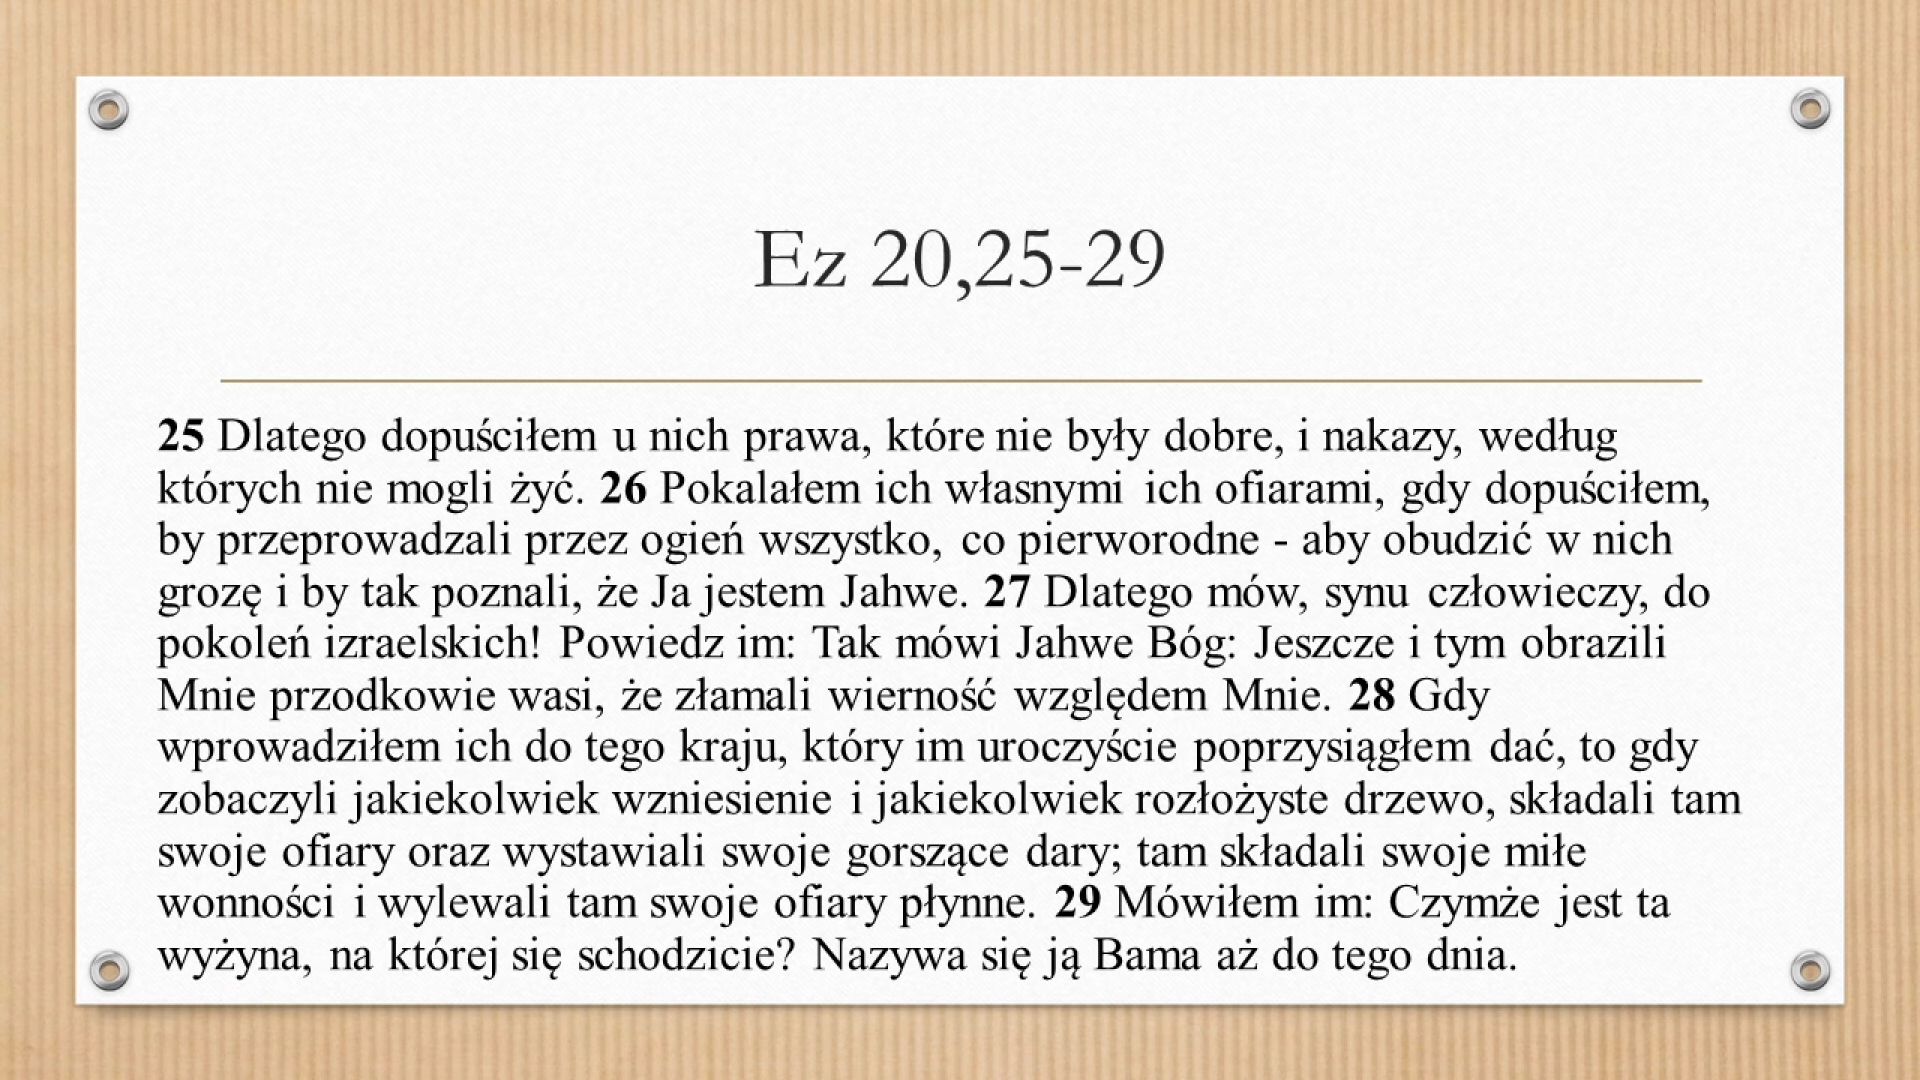 Ez 20,25-29
25 Dlatego dopuściłem u nich prawa, które nie były dobre, i nakazy, według
których nie mogli żyć. 26 Pokalałem ich własnymi ich ofiarami, gdy dopuściłem,
by przeprowadzali przez ogień wszystko, co pierworodne - aby obudzić w nich
grozę i by tak poznali, że Ja jestem Jahwe. 27 Dlatego mów, synu człowieczy, do
pokoleń izraelskich! Powiedz im: Tak mówi Jahwe Bóg: Jeszcze i tym obrazili
Mnie przodkowie wasi, że złamali wierność względem Mnie. 28 Gdy
wprowadziłem ich do tego kraju, który im uroczyście poprzysiągłem dać, to gdy
zobaczyli jakiekolwiek wzniesienie i jakiekolwiek rozłożyste drzewo, składali tam
swoje ofiary oraz wystawiali swoje gorszące dary; tam składali swoje miłe
wonności i wylewali tam swoje ofiary płynne. 29 Mówiłem im: Czymże jest ta
wyżyna, na której się schodzicie? Nazywa się ją Bama aż do tego dnia.